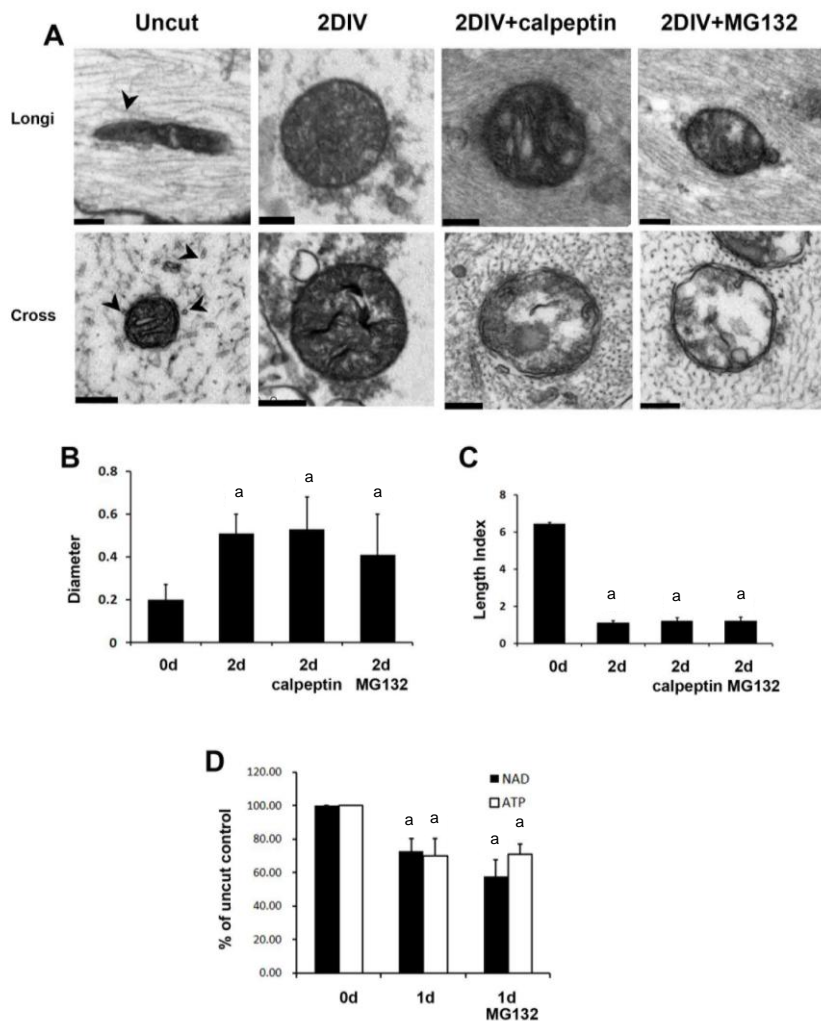 A
Uncut 2DIV 2DIV+calpeptin 2DIV+MG132
Longi
Cross
B
Diameter
0.8
0.6
0.4
0.2
0
a a a
0d 2d 2d 2d
calpeptin MG132
C
Length Index
8
6
4
2
0
a a a
0d 2d 2d 2d
calpeptin MG132
D
% of uncut control
120.00
100.00
80.00
60.00
40.00
20.00
0.00
NAD
ATP
a a a a
0d 1d 1d
MG132